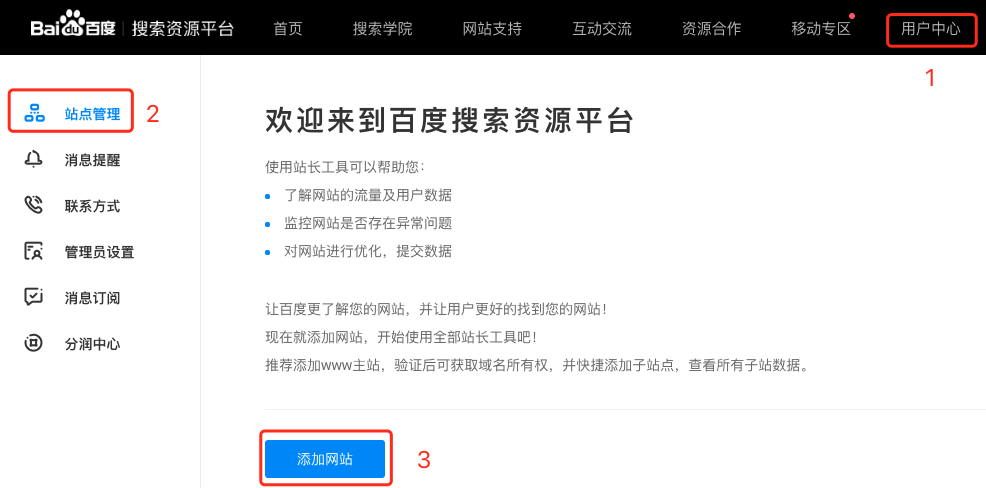 Bai du 百度 | 搜索资源平台 首页 搜索学院 网站支持 互动交流 资源合作 移动专区 用户中心
1
站点管理 2
消息提醒
联系方式
管理员设置
消息订阅
分润中心
欢迎来到百度搜索资源平台
使用站长工具可以帮助您：
了解网站的流量及用户数据
监控网站是否存在异常问题
对网站进行优化，提交数据
让百度更了解您的网站，并让用户更好的找到您的网站！
现在就添加网站，开始使用全部站长工具吧！
推荐添加www主站，验证后可获取域名所有权，并快捷添加子站点，查看所有子站数据。
添加网站 3